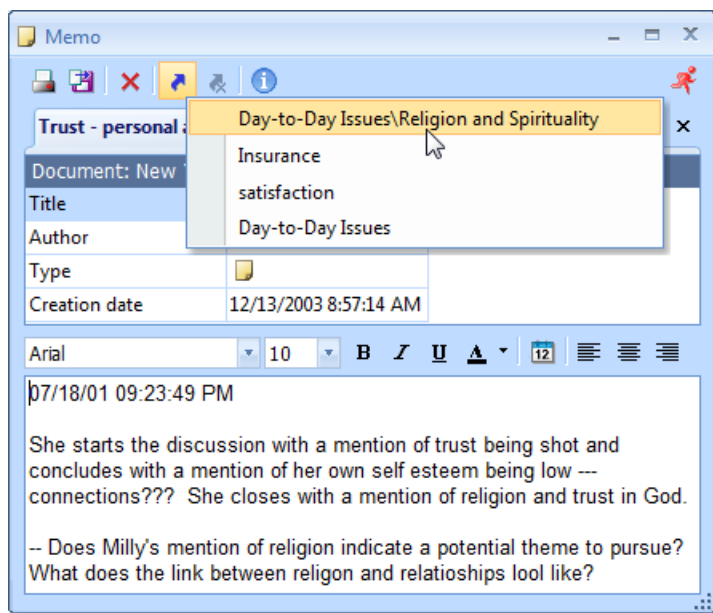 Memo
Day-to-Day Issues\Religion and Spirituality
Insurance
satisfaction
Day-to-Day Issues
Trust - personal
Document: New
Title
Author
Type
Creation date 12/13/2003 8:57:14 AM
Arial 10 B I U A 12
07/18/01 09:23:49 PM
She starts the discussion with a mention of trust being shot and
concludes with a mention of her own self esteem being low ---
connections??? She closes with a mention of religion and trust in God.
-- Does Milly's mention of religion indicate a potential theme to pursue?
What does the link between religon and relatioships lool like?